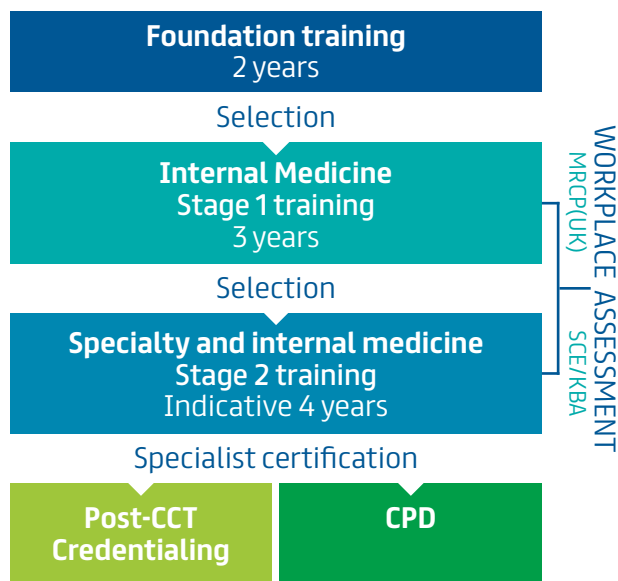 Foundation training
2 years
Selection
Internal Medicine
Stage 1 training
3 years
Selection
Specialty and internal medicine
Stage 2 training
Indicative 4 years
Specialist certification
Post-CCT
Credentialing
CPD
WORKPLACE ASSESSMENT
MRCP(UK)
SCE/KBA